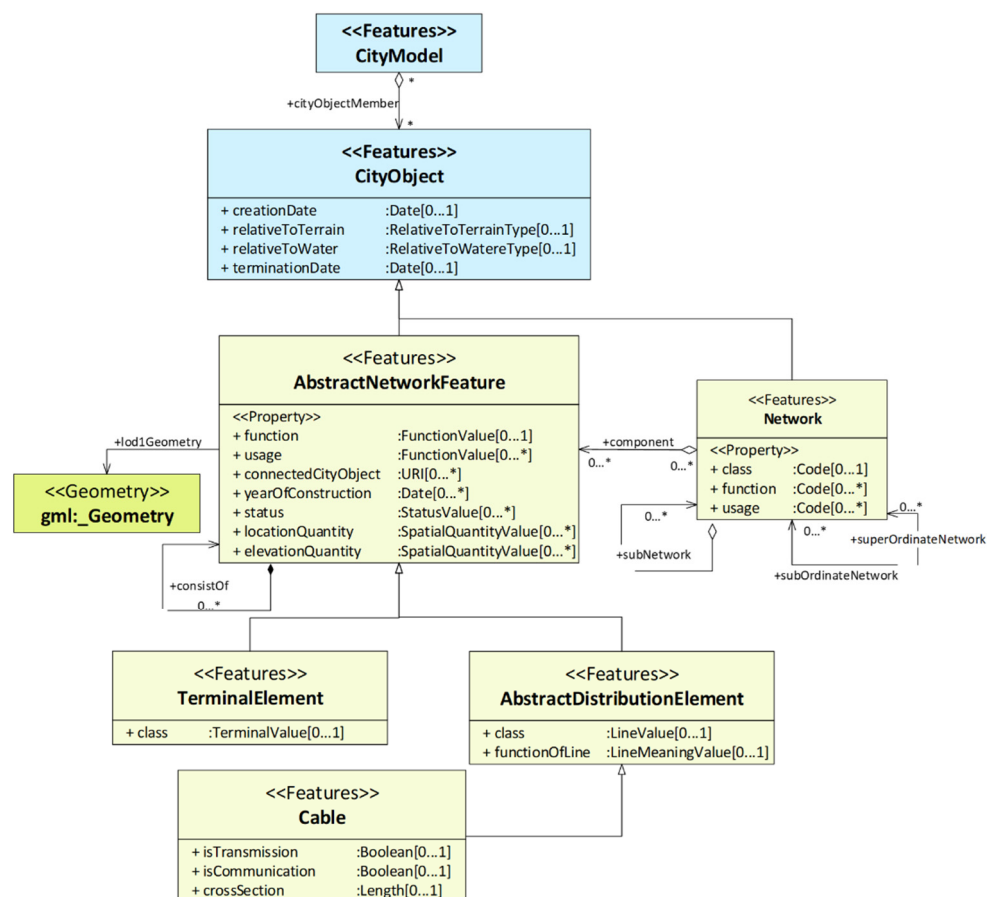 <<Features>>
CityModel
*
+cityObjectMember
*
<<Features>>
CityObject
+ creationDate :Date[0...1]
+ relativeToTerrain :RelativeToTerrainType[0...1]
+ relativeToWater :RelativeToWatereType[0...1]
+ terminationDate :Date[0...1]
<<Features>>
AbstractNetworkFeature
<<Property>>
+ function :FunctionValue[0...1]
+ usage :FunctionValue[0...*]
+ connectedCityObject :URI[0...*]
+ yearOfConstruction :Date[0...*]
+ status :StatusValue[0...*]
+ locationQuantity :SpatialQuantityValue[0...*]
+ elevationQuantity :SpatialQuantityValue[0...*]
+lod1Geometry
<<Geometry>>
gml:_Geometry
+consistOf
0...*
+component
0...*
0...*
<<Features>>
Network
<<Property>>
+ class :Code[0...1]
+ function :Code[0...*]
+ usage :Code[0...*]
0...*
+subNetwork
0...*
+subOrdinateNetwork
0...*
+superOrdinateNetwork
<<Features>>
TerminalElement
+ class :TerminalValue[0...1]
<<Features>>
AbstractDistributionElement
+ class :LineValue[0...1]
+ functionOfLine :LineMeaningValue[0...1]
<<Features>>
Cable
+ isTransmission :Boolean[0...1]
+ isCommunication :Boolean[0...1]
+ crossSection :Length[0...1]